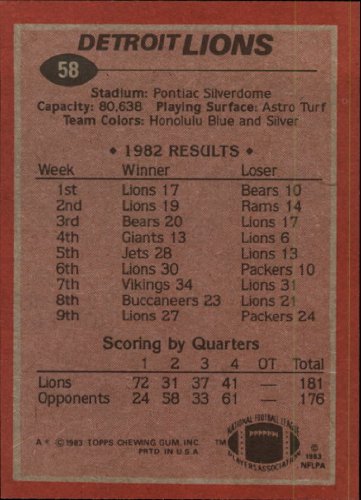 DETROIT LIONS
58
Stadium: Pontiac Silverdome
Capacity: 80,638 Playing Surface: Astro Turf
Team Colors: Honolulu Blue and Silver
• 1982 RESULTS •
Week Winner Loser
1st Lions 17 Bears 10
2nd Lions 19 Rams 14
3rd Bears 20 Lions 17
4th Giants 13 Lions 6
5th Jets 28 Lions 13
6th Lions 30 Packers 10
7th Vikings 34 Lions 31
8th Buccaneers 23 Lions 21
9th Lions 27 Packers 24
Scoring by Quarters
1 2 3 4 OT Total
Lions 72 31 37 41 — 181
Opponents 24 58 33 61 — 176
A* ©1983 TOPPS CHEWING GUM, INC. ™
PRTD IN U.S.A.
NATIONAL FOOTBALL LEAGUE
PLAYERS ASSOCIATION
© 1983 NFLPA